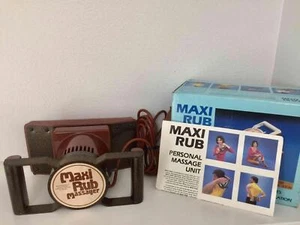 MAXI
RUB
MAXI
RUB
PERSONAL
MASSAGE
UNIT
Maxi
Rub
Massager